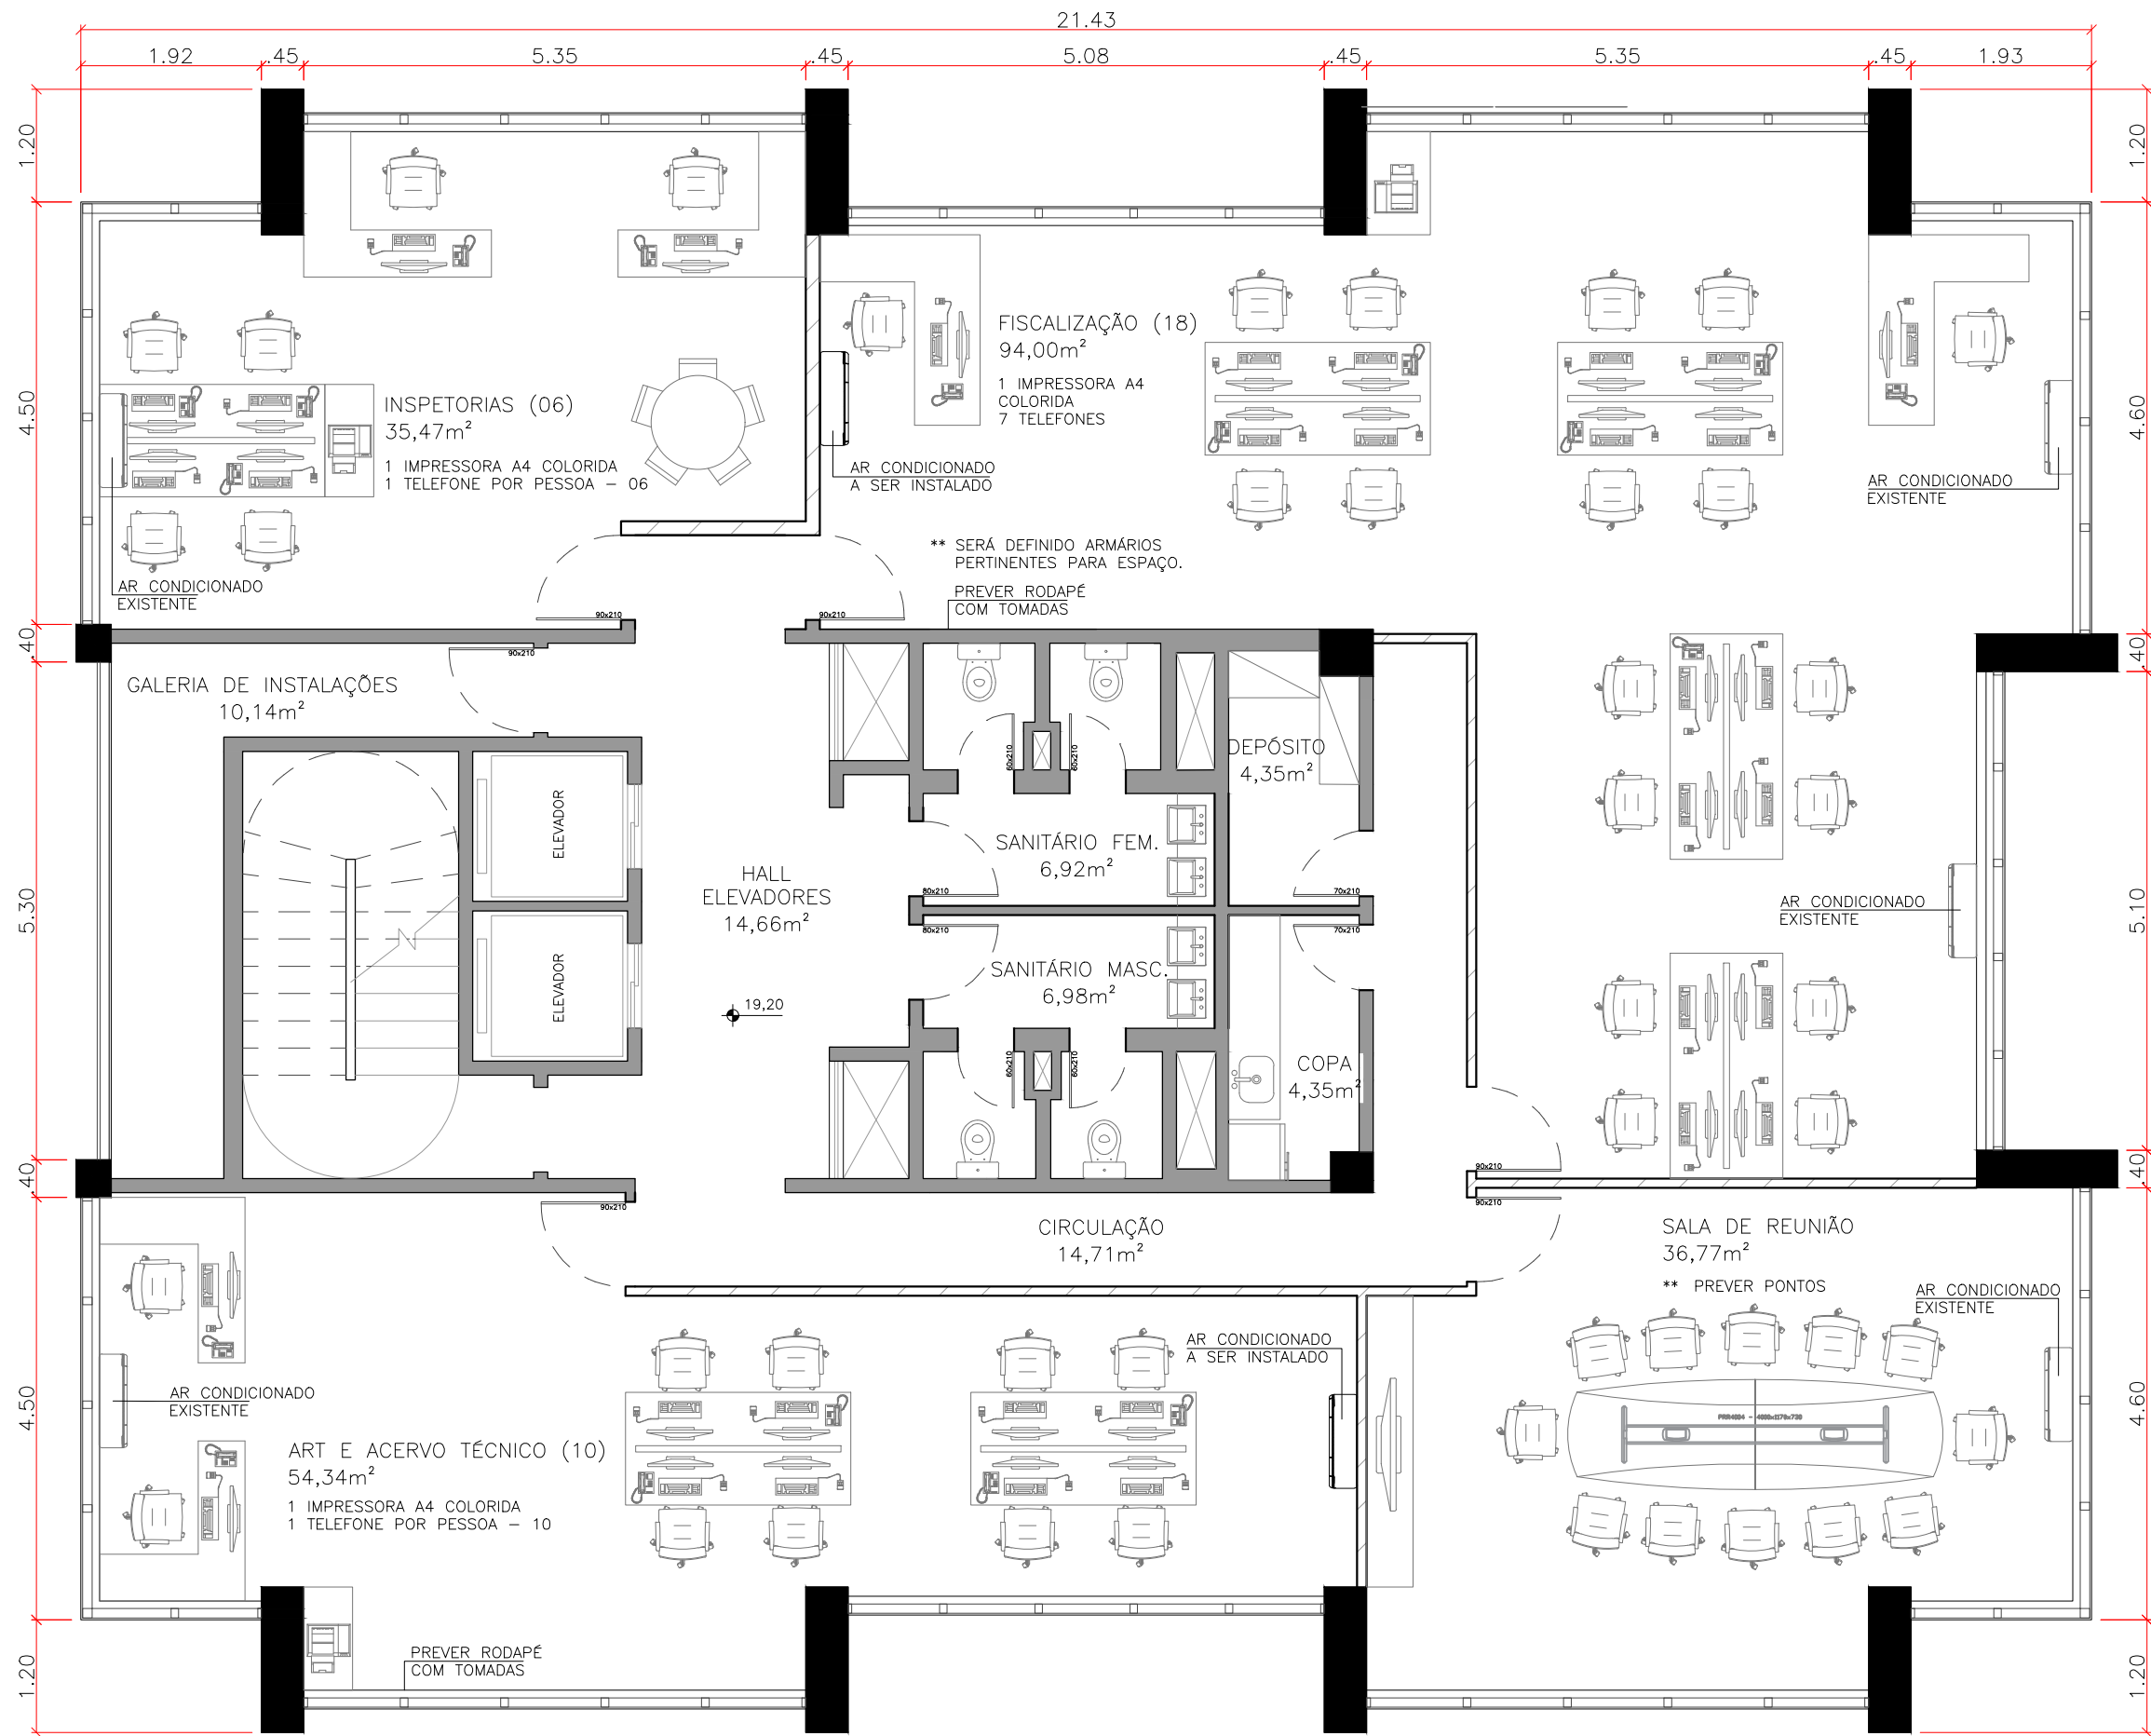 21.43
1.92 .45 5.35 .45 5.08 .45 5.35 .45 1.93
1.20
1.20
4.50
4.60
FISCALIZAÇÃO (18)
94,00m²
1 IMPRESSORA A4
COLORIDA
7 TELEFONES
INSPETORIAS (06)
35,47m²
1 IMPRESSORA A4 COLORIDA
1 TELEFONE POR PESSOA – 06
AR CONDICIONADO
A SER INSTALADO
AR CONDICIONADO
EXISTENTE
** SERÁ DEFINIDO ARMÁRIOS
PERTINENTES PARA ESPAÇO.
AR CONDICIONADO
EXISTENTE
PREVER RODAPÉ
COM TOMADAS
90x210
90x210
.40
.40
90x210
GALERIA DE INSTALAÇÕES
10,14m²
60x210
60x210
DEPÓSITO
4,35m²
ELEVADOR
SANITÁRIO FEM.
6,92m²
HALL
ELEVADORES
14,66m²
80x210
70x210
5.30
5.10
AR CONDICIONADO
EXISTENTE
80x210
70x210
ELEVADOR
SANITÁRIO MASC.
6,98m²
19,20
COPA
4,35m²
60x210
60x210
90x210
.40
.40
90x210
90x210
CIRCULAÇÃO
14,71m²
SALA DE REUNIÃO
36,77m²
** PREVER PONTOS
AR CONDICIONADO
EXISTENTE
AR CONDICIONADO
A SER INSTALADO
4.50
4.60
AR CONDICIONADO
EXISTENTE
PRR4004 - 4000x1170x730
ART E ACERVO TÉCNICO (10)
54,34m²
1 IMPRESSORA A4 COLORIDA
1 TELEFONE POR PESSOA – 10
PREVER RODAPÉ
COM TOMADAS
1.20
1.20